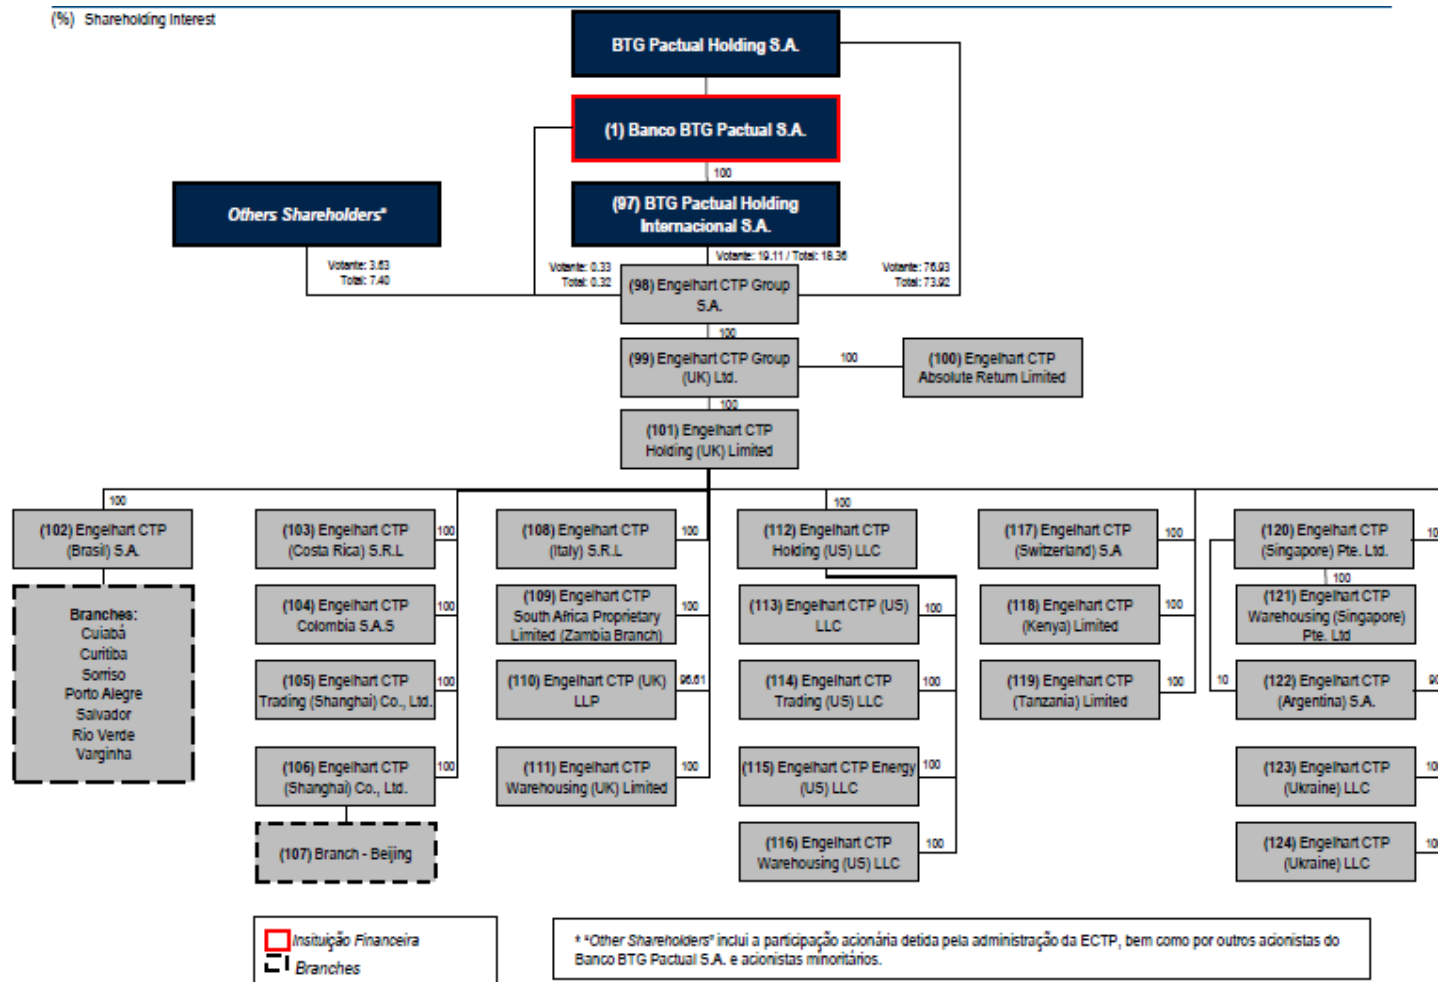 (%) Shareholding Interest
BTG Pactual Holding S.A.
(1) Banco BTG Pactual S.A.
100
Others Shareholders*
(97) BTG Pactual Holding
Internacional S.A.
Votante: 3.63
Total: 7.40
Votante: 0.33
Total: 0.32
Votante: 19.11 / Total: 18.36
Votante: 76.93
Total: 73.92
(98) Engelhart CTP Group
S.A.
100
(99) Engelhart CTP Group
(UK) Ltd.
100
(100) Engelhart CTP
Absolute Return Limited
100
(101) Engelhart CTP
Holding (UK) Limited
100
(102) Engelhart CTP
(Brasil) S.A.
Branches:
Cuiabá
Curitiba
Sorriso
Porto Alegre
Salvador
Rio Verde
Varginha
(103) Engelhart CTP
(Costa Rica) S.R.L
100
(104) Engelhart CTP
Colombia S.A.S
100
(105) Engelhart CTP
Trading (Shanghai) Co., Ltd.
100
(106) Engelhart CTP
(Shanghai) Co., Ltd.
100
(107) Branch - Beijing
(108) Engelhart CTP
(Italy) S.R.L
100
(109) Engelhart CTP
South Africa Proprietary
Limited (Zambia Branch)
100
(110) Engelhart CTP (UK)
LLP
96.61
(111) Engelhart CTP
Warehousing (UK) Limited
100
100
(112) Engelhart CTP
Holding (US) LLC
(113) Engelhart CTP (US)
LLC
100
(114) Engelhart CTP
Trading (US) LLC
100
(115) Engelhart CTP Energy
(US) LLC
100
(116) Engelhart CTP
Warehousing (US) LLC
100
(117) Engelhart CTP
(Switzerland) S.A
100
(118) Engelhart CTP
(Kenya) Limited
100
(119) Engelhart CTP
(Tanzania) Limited
100
(120) Engelhart CTP
(Singapore) Pte. Ltd.
100
(121) Engelhart CTP
Warehousing (Singapore)
Pte. Ltd
10
(122) Engelhart CTP
(Argentina) S.A.
90
(123) Engelhart CTP
(Ukraine) LLC
(124) Engelhart CTP
(Ukraine) LLC
Insituição Financeira
Branches
* "Other Shareholders" inclui a participação acionária detida pela administração da ECTP, bem como por outros acionistas do
Banco BTG Pactual S.A. e acionistas minoritários.